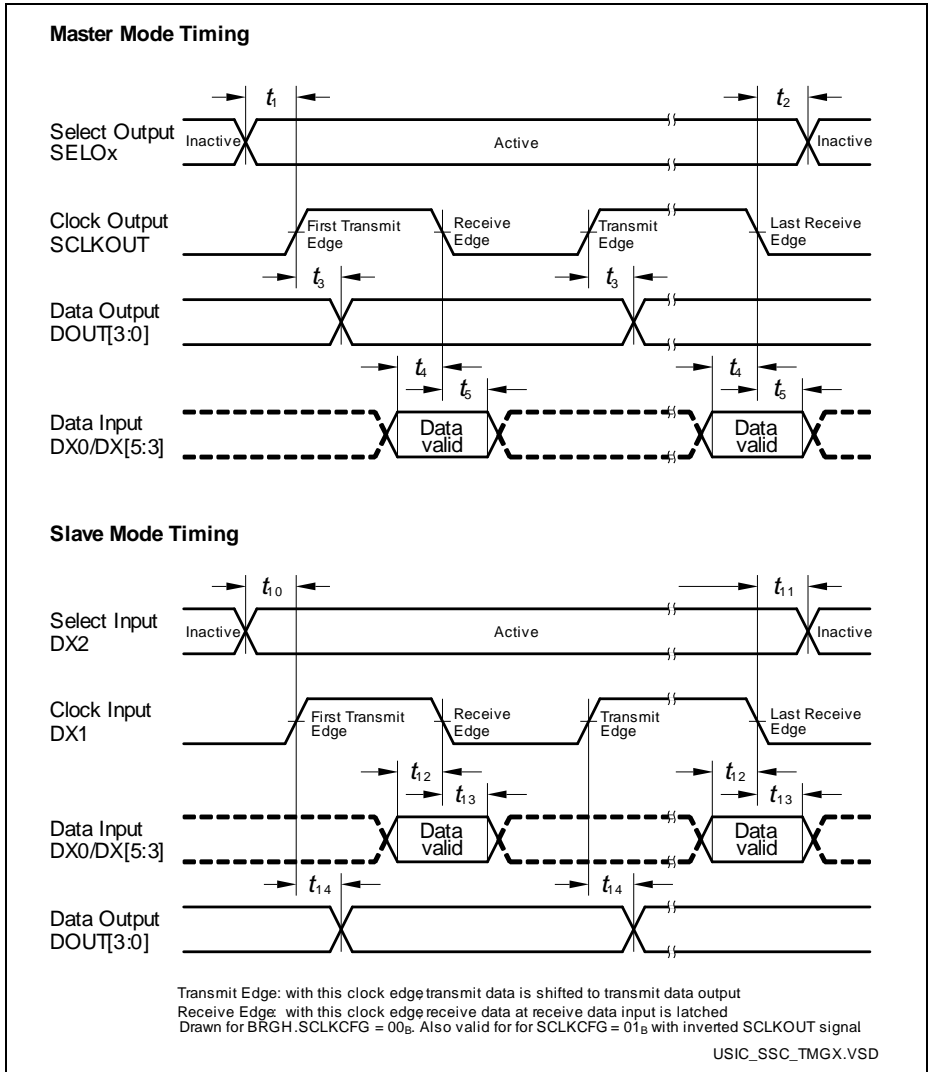 Master Mode Timing
t1
t2
Select Output
SELOx
Inactive
Active
Inactive
Clock Output
SCLKOUT
First Transmit
Edge
Receive
Edge
Transmit
Edge
Last Receive
Edge
t3
t3
Data Output
DOUT[3:0]
t4
t5
t4
t5
Data Input
DX0/DX[5:3]
Data
valid
Data
valid
Slave Mode Timing
t10
t11
Select Input
DX2
Inactive
Active
Inactive
Clock Input
DX1
First Transmit
Edge
Receive
Edge
Transmit
Edge
Last Receive
Edge
t12
t13
t12
t13
Data Input
DX0/DX[5:3]
Data
valid
Data
valid
t14
t14
Data Output
DOUT[3:0]
Transmit Edge: with this clock edge, transmit data is shifted to transmit data output
Receive Edge: with this clock edge, receive data at receive data input is latched
Drawn for BRGH.SCLKCFG = 00B. Also valid for for SCLKCFG = 01B with inverted SCLKOUT signal
USIC_SSC_TMGX.VSD